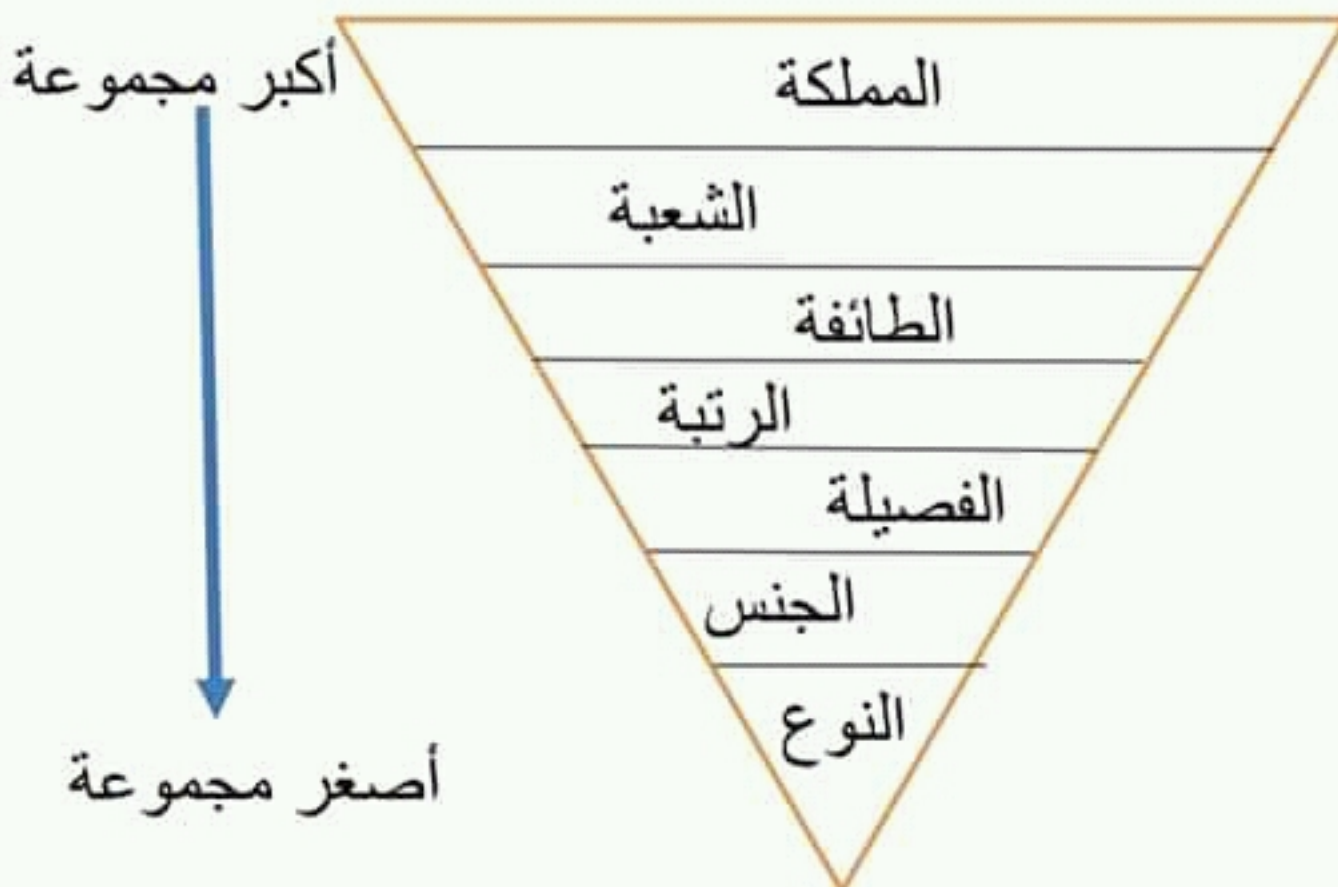 أكبر مجموعة
المملكة
الشعبة
الطائفة
الرتبة
الفصيلة
الجنس
النوع
أصغر مجموعة